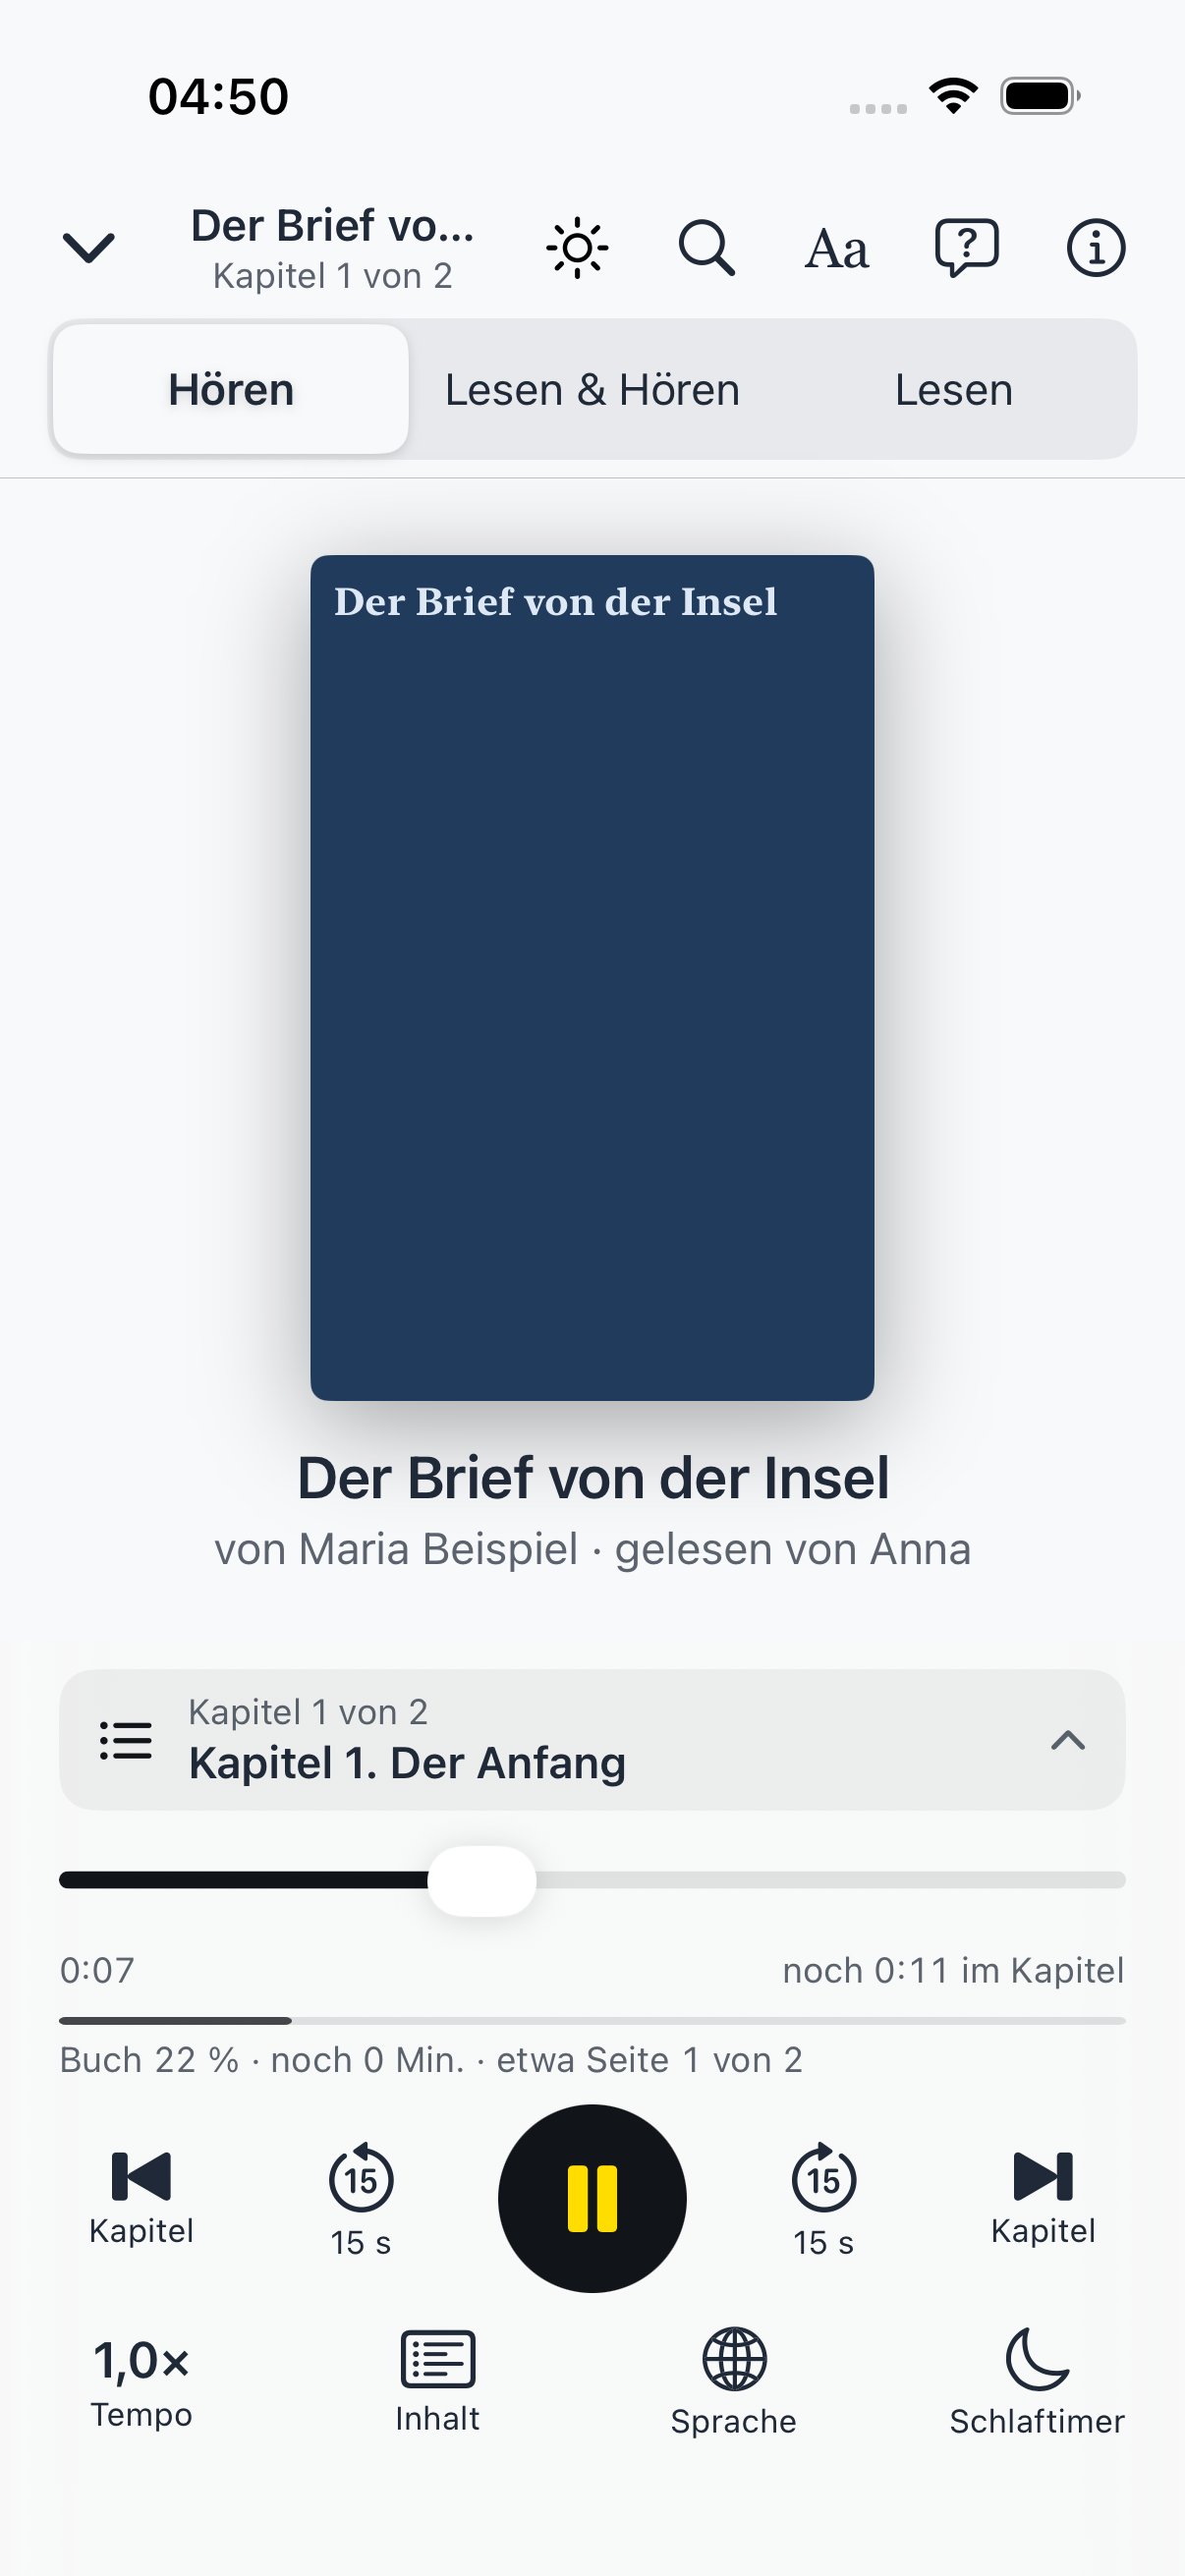 04:50
Der Brief vo...
Kapitel 1 von 2
Aa
Hören
Lesen & Hören
Lesen
Der Brief von der Insel
Der Brief von der Insel
von Maria Beispiel · gelesen von Anna
Kapitel 1 von 2
Kapitel 1. Der Anfang
0:07
noch 0:11 im Kapitel
Buch 22 % · noch 0 Min. · etwa Seite 1 von 2
15
15
Kapitel
15 s
15 s
Kapitel
1,0×
Tempo
Inhalt
Sprache
Schlaftimer